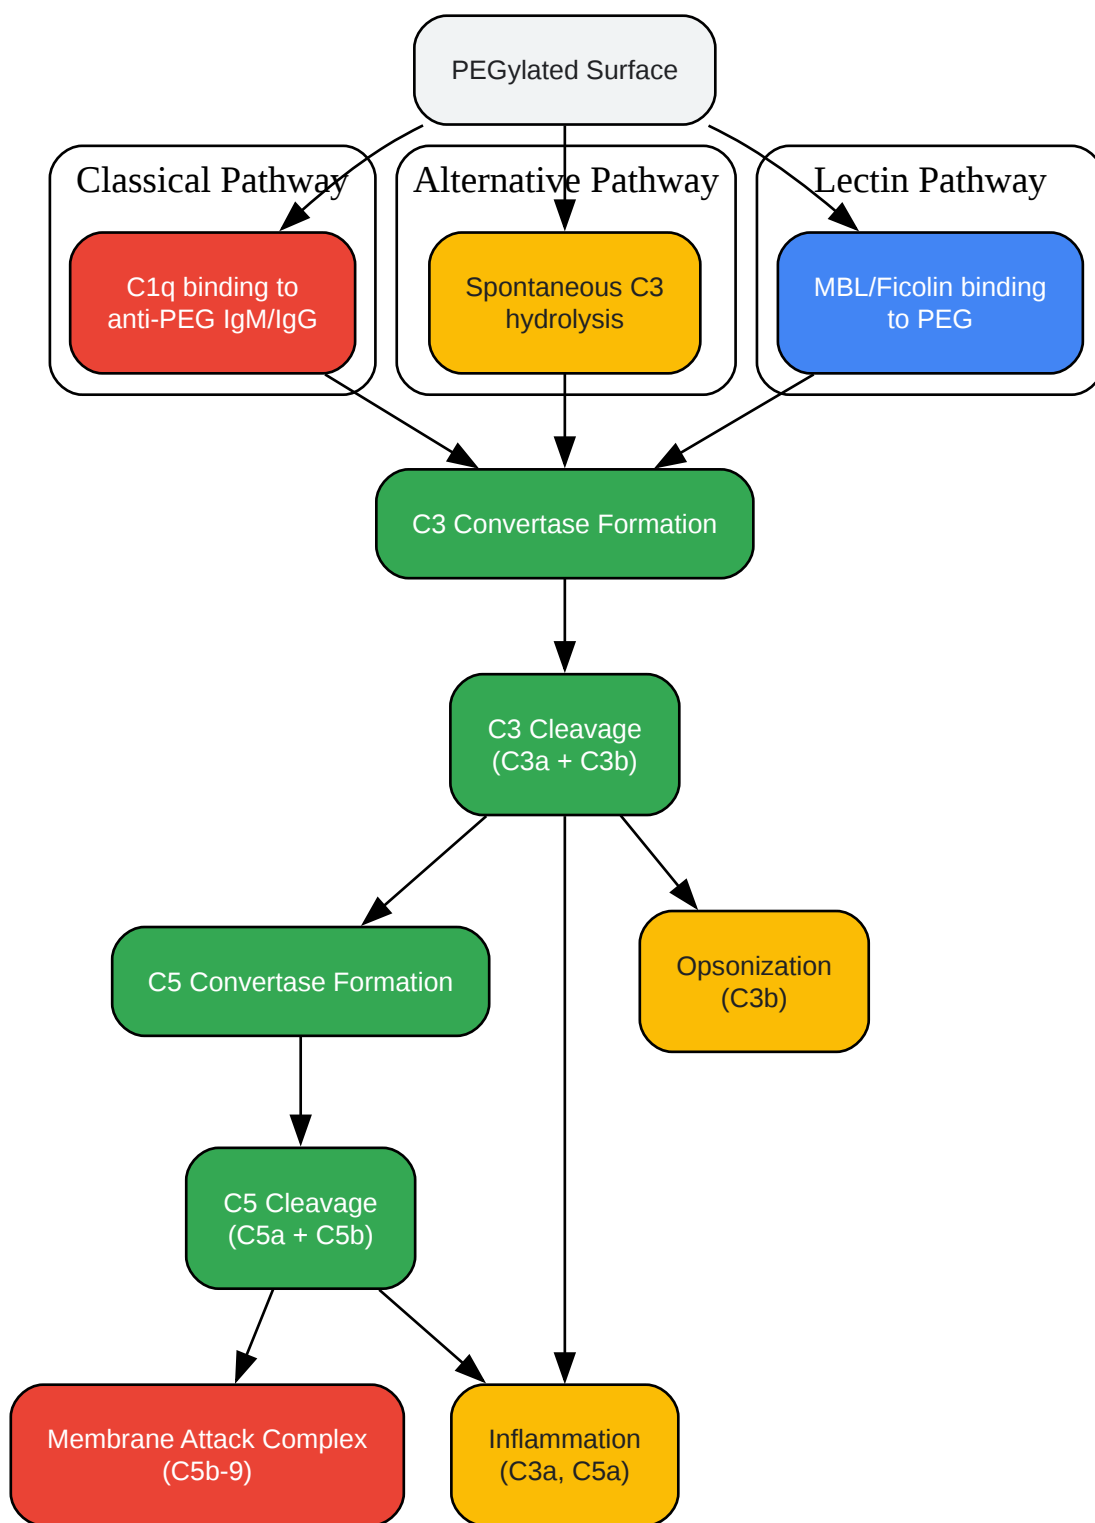 PEGylated Surface
Classical Pathway
Alternative Pathway
Lectin Pathway
C1q binding to
anti-PEG IgM/IgG
Spontaneous C3
hydrolysis
MBL/Ficolin binding
to PEG
C3 Convertase Formation
C3 Cleavage
(C3a + C3b)
C5 Convertase Formation
Opsonization
(C3b)
C5 Cleavage
(C5a + C5b)
Membrane Attack Complex
(C5b-9)
Inflammation
(C3a, C5a)